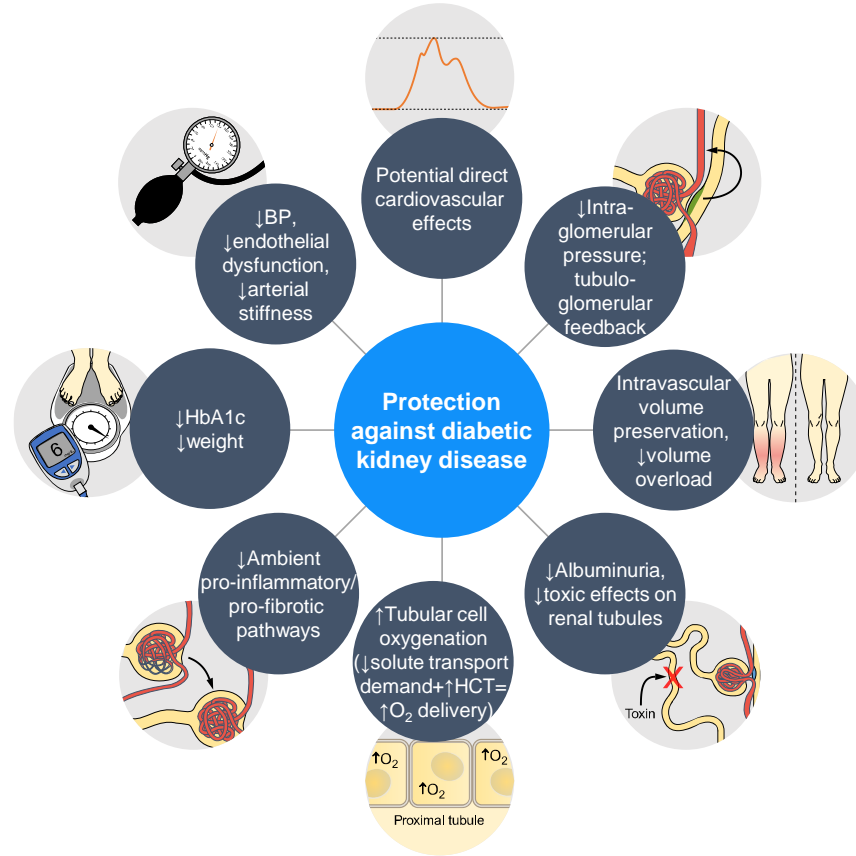 Potential direct
cardiovascular
effects
↓Intra-
glomerular
pressure;
tubulo-
glomerular
feedback
Intravascular
volume
preservation,
↓volume
overload
↓Albuminuria,
↓toxic effects on
renal tubules
Toxin
↑Tubular cell
oxygenation
(↓solute transport
demand+↑HCT=
↑O₂ delivery)
↑O₂
↑O₂
↑O₂
Proximal tubule
↓Ambient
pro-inflammatory/
pro-fibrotic
pathways
↓HbA1c
↓weight
6
↓BP,
↓endothelial
dysfunction,
↓arterial
stiffness
Protection
against diabetic
kidney disease